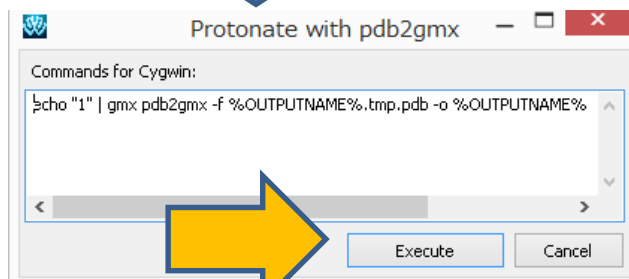 Protonate with pdb2gmx
Commands for Cygwin:
echo "1" | gmx pdb2gmx -f %OUTPUTNAME%.tmp.pdb -o %OUTPUTNAME%
Execute
Cancel